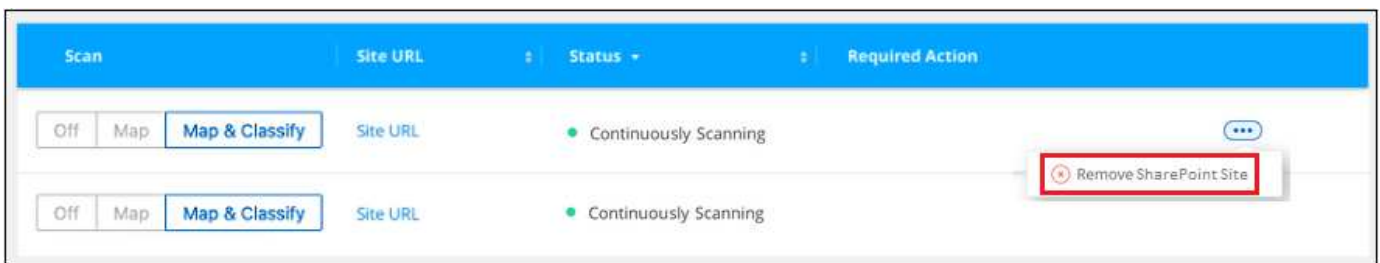 Scan Site URL Status Required Action
Off Map Map & Classify Site URL Continuously Scanning
Remove SharePoint Site
Off Map Map & Classify Site URL Continuously Scanning